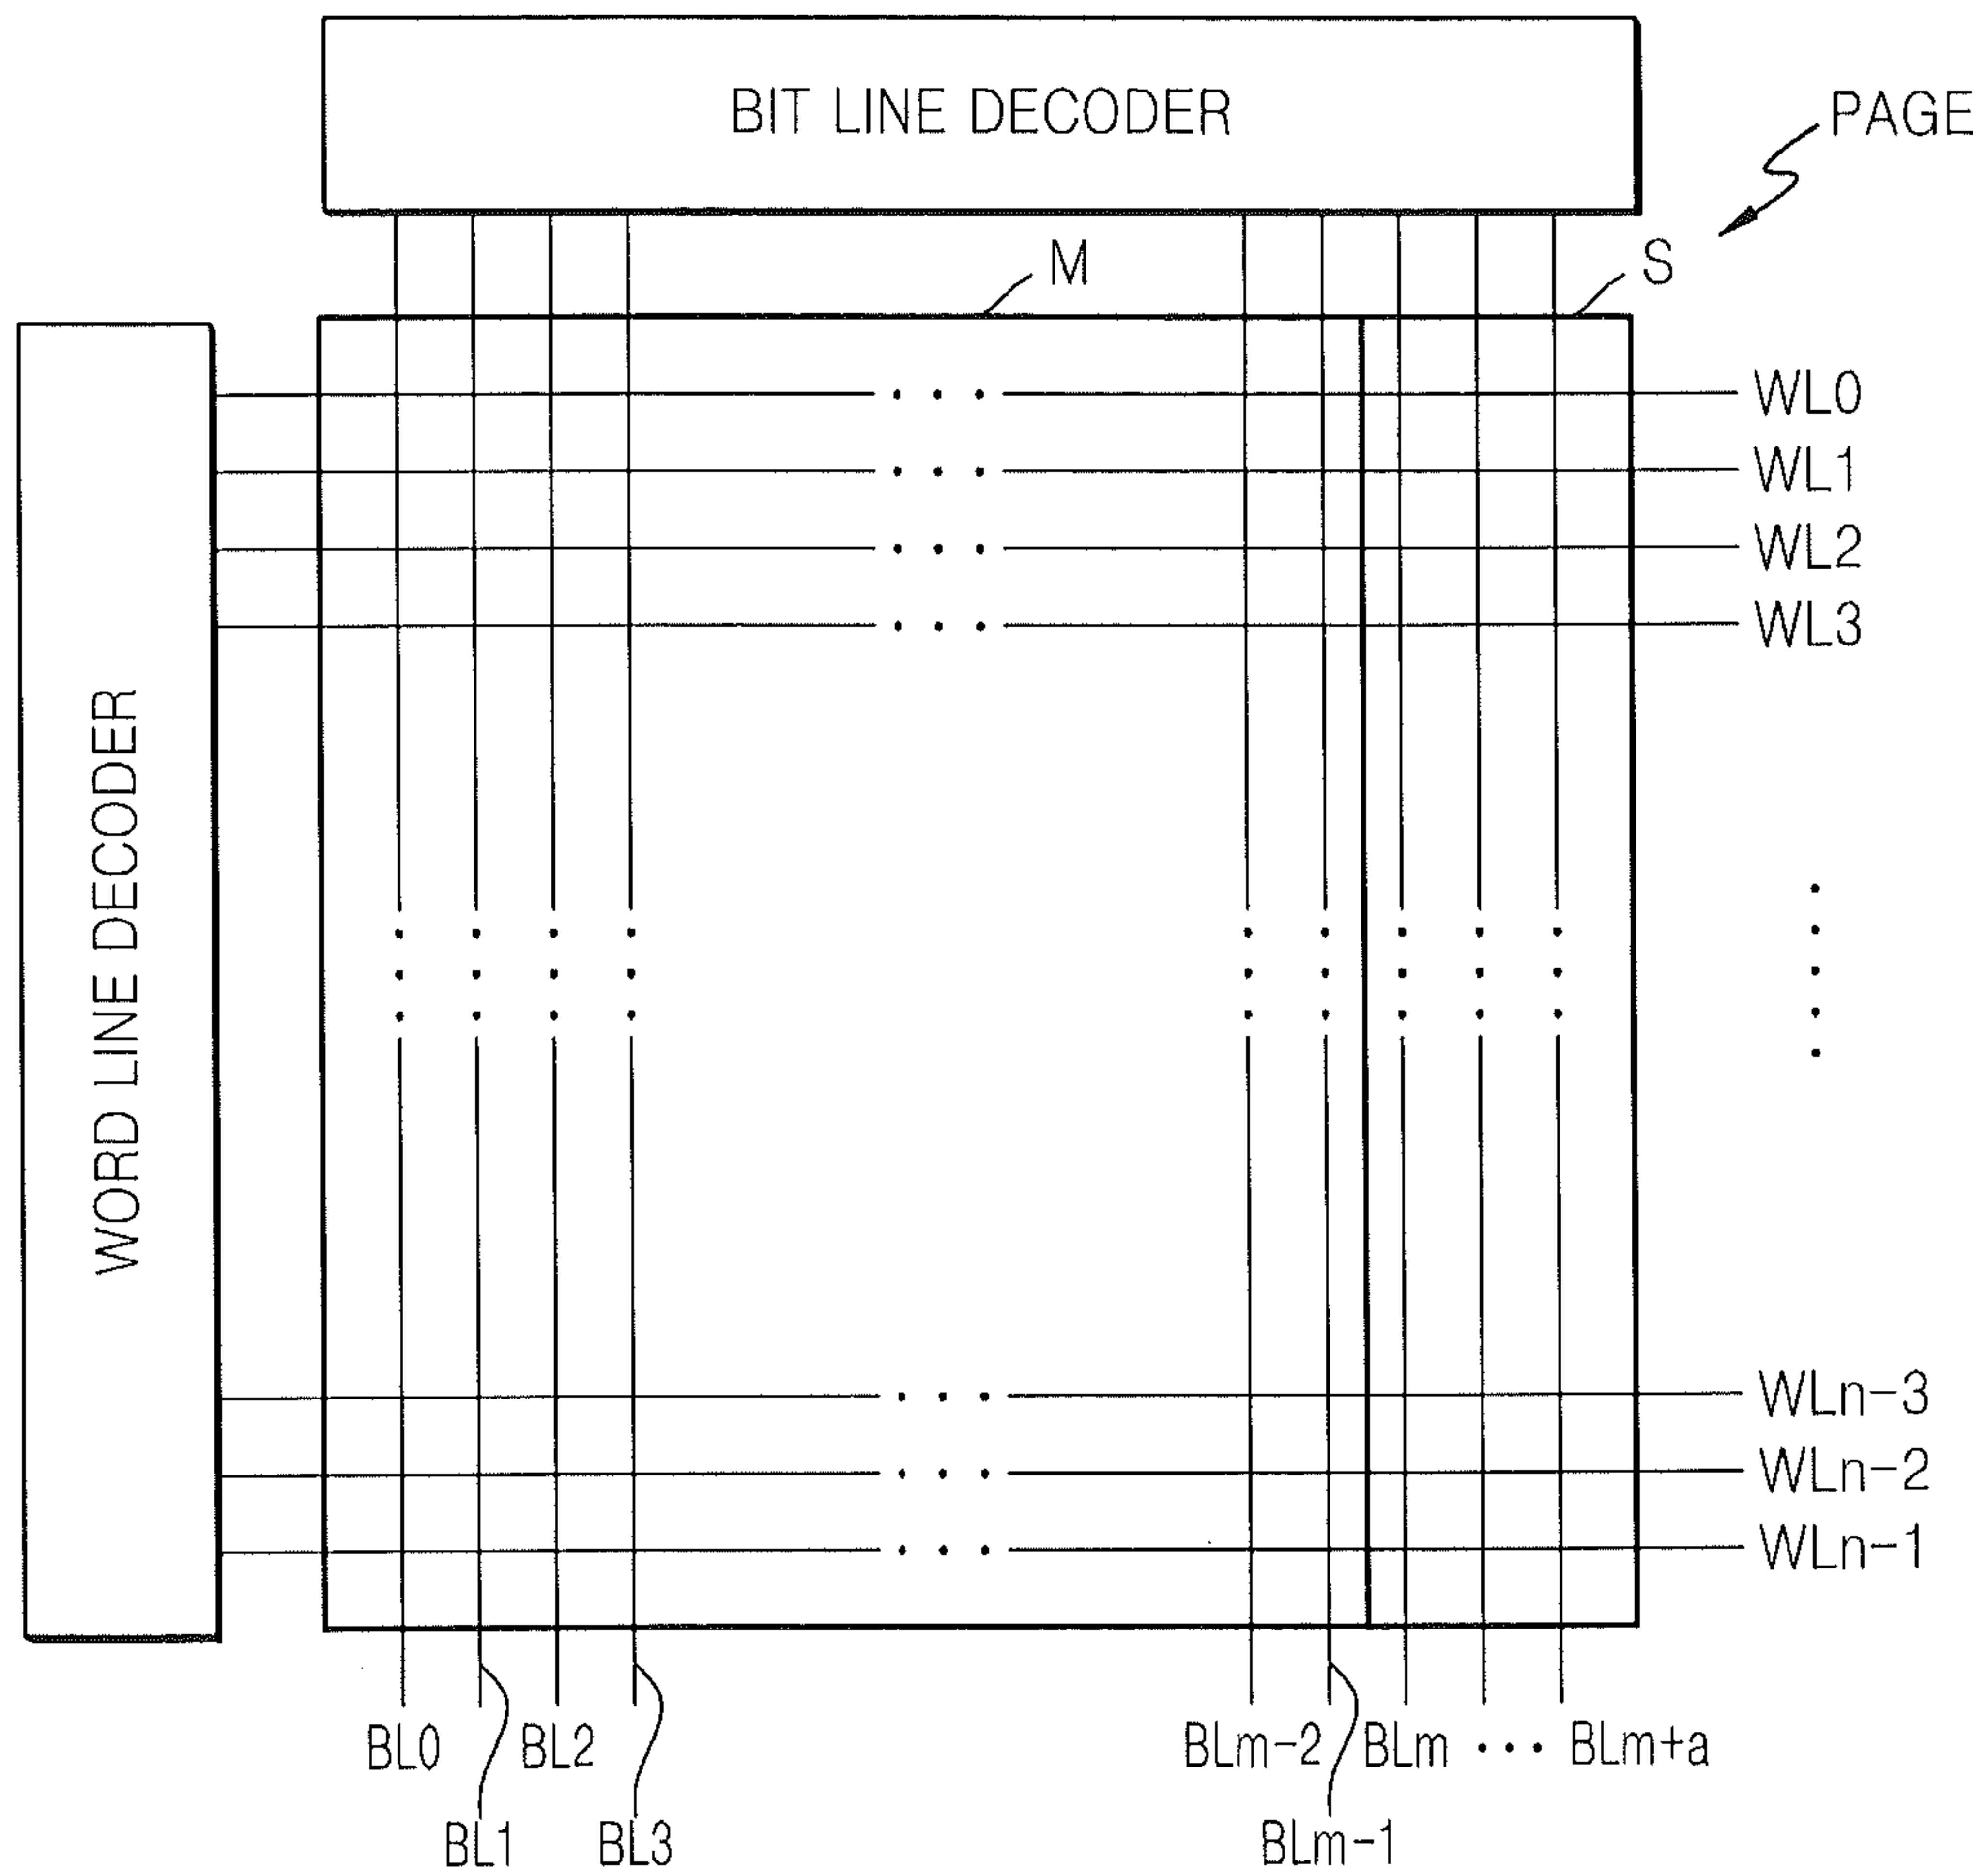 BIT LINE DECODER
PAGE
M
S
WORD LINE DECODER
WL0
WL1
WL2
WL3
WLn-3
WLn-2
WLn-1
BL0 BL2 BLm-2 BLm ... BLm+a
BL1 BL3 BLm-1